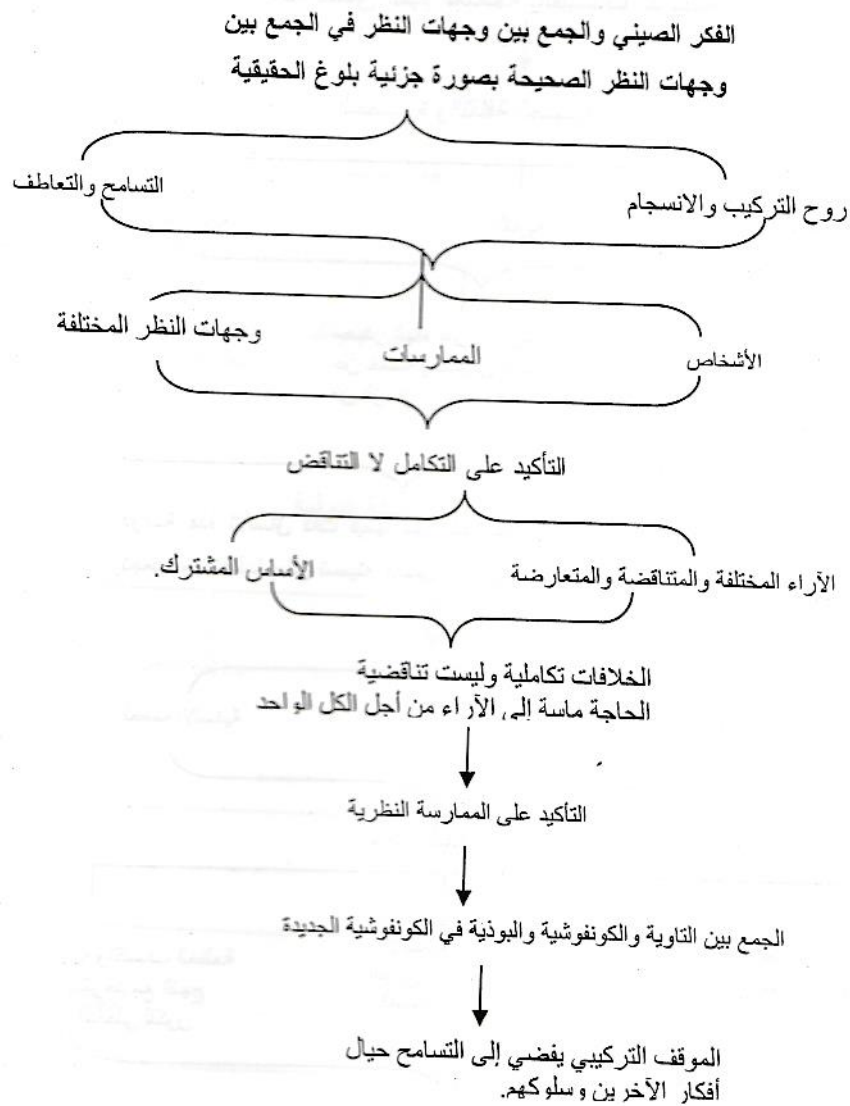 الفكر الصيني والجمع بين وجهات النظر في الجمع بين
وجهات النظر الصحيحة بصورة جزئية بلوغ الحقيقية
روح التركيب والانسجام
التسامح والتعاطف
الأشخاص
الممارسات
وجهات النظر المختلفة
التأكيد على التكامل لا التناقض
الآراء المختلفة والمتناقضة والمتعارضة
الأساس المشترك.
الخلافات تكاملية وليست تناقضية
الحاجة ماسة إلى الآراء من أجل الكل الواحد
التأكيد على الممارسة النظرية
الجمع بين التاوية والكونفوشية والبوذية في الكونفوشية الجديدة
الموقف التركيبي يفضي إلى التسامح حيال
أفكار الآخرين وسلوكهم.